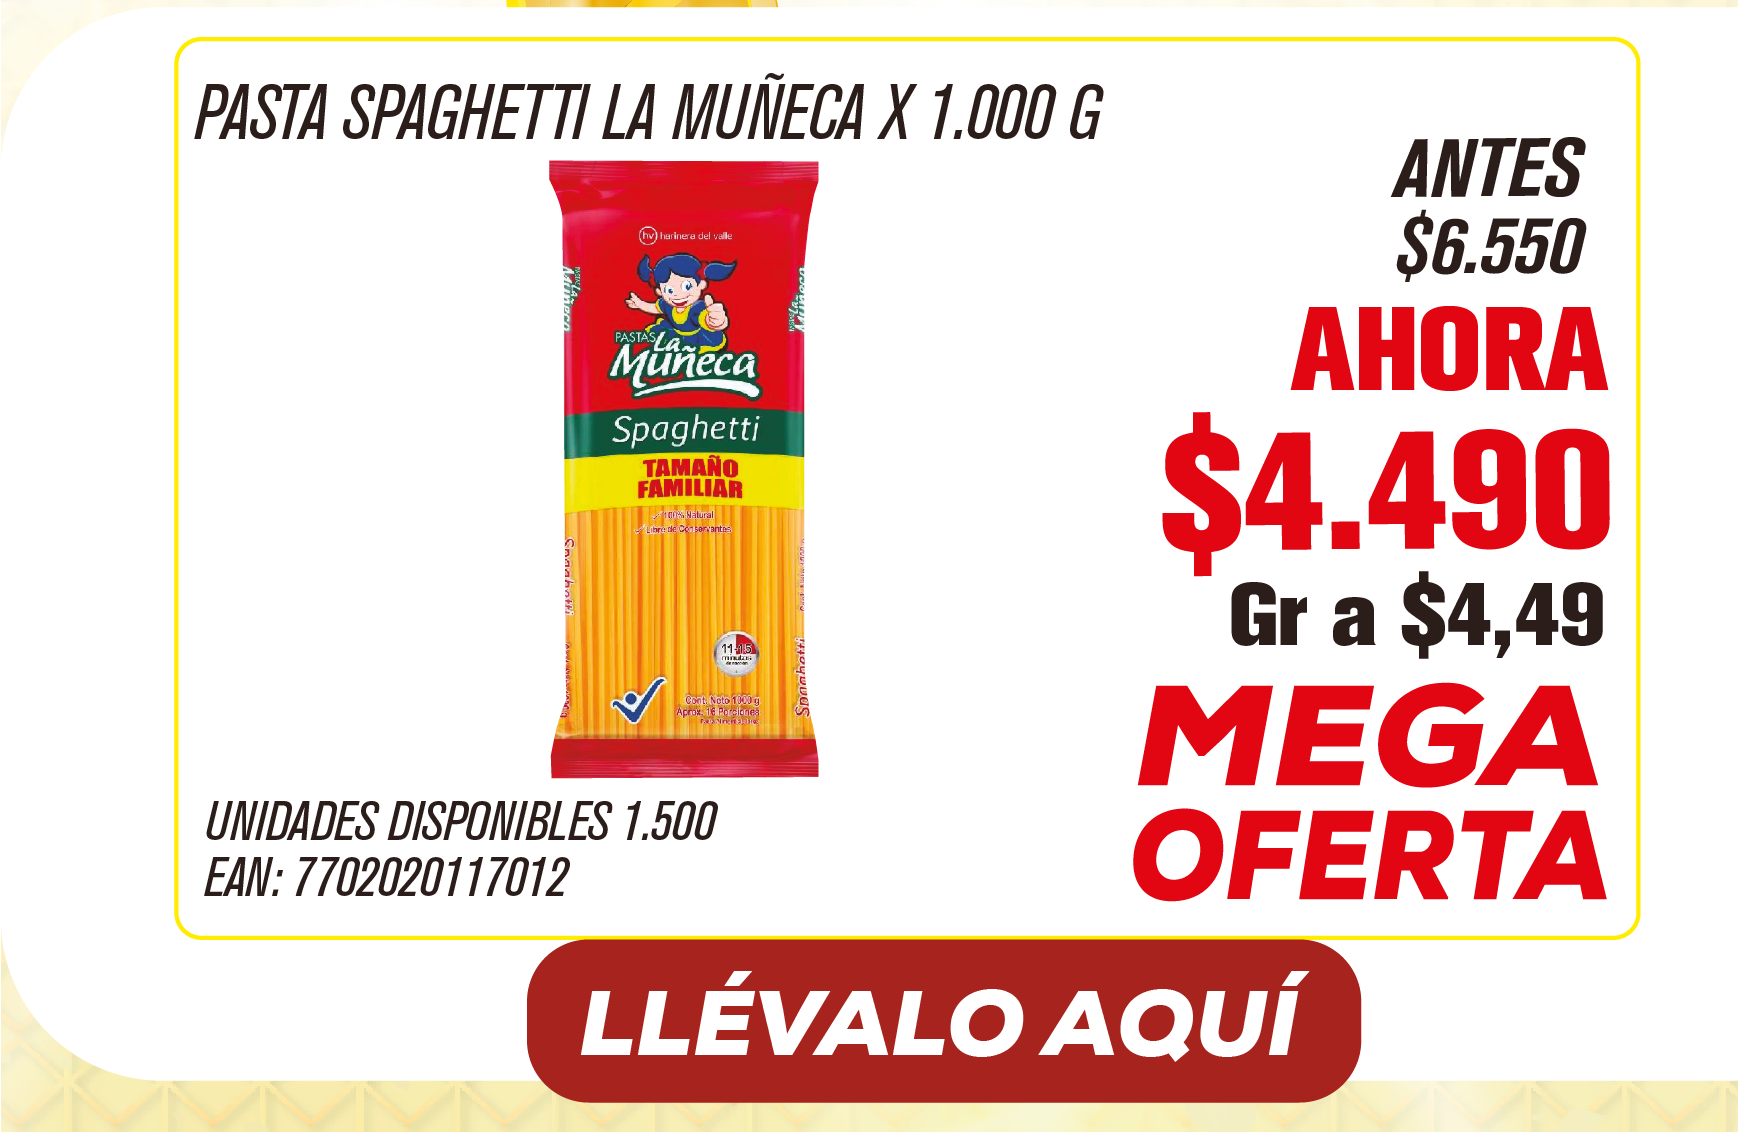 PASTA SPAGHETTI LA MUÑECA X 1.000 G
ANTES
$6.550
AHORA
$4.490
Gr a $4,49
MEGA
OFERTA
hv harinera del valle
PASTAS La
Muñeca
Spaghetti
TAMAÑO
FAMILIAR
100% Natural
Libre de Conservantes
11-15
minutos
Cont. Neto 1000 g
Aprox. 16 Porciones
Spaghetti
UNIDADES DISPONIBLES 1.500
EAN: 7702020117012
LLÉVALO AQUÍ